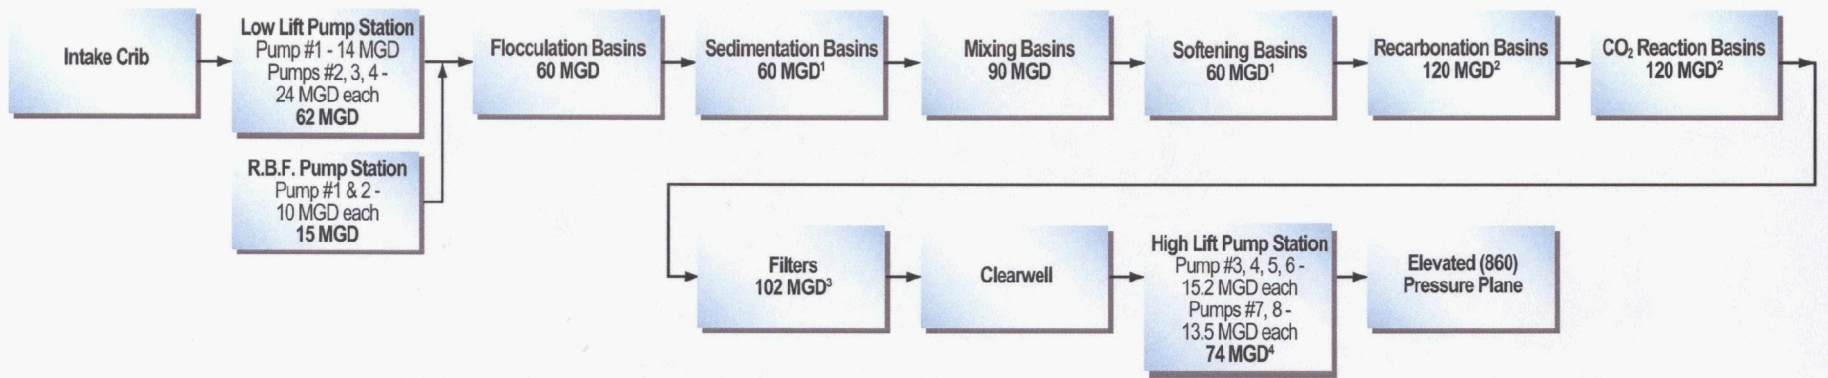 Intake Crib
Low Lift Pump Station
Pump #1 - 14 MGD
Pumps #2, 3, 4 -
24 MGD each
62 MGD
R.B.F. Pump Station
Pump #1 & 2 -
10 MGD each
15 MGD
Flocculation Basins
60 MGD
Sedimentation Basins
60 MGD¹
Mixing Basins
90 MGD
Softening Basins
60 MGD¹
Recarbonation Basins
120 MGD²
CO₂ Reaction Basins
120 MGD²
Filters
102 MGD³
Clearwell
High Lift Pump Station
Pump #3, 4, 5, 6 -
15.2 MGD each
Pumps #7, 8 -
13.5 MGD each
74 MGD⁴
Elevated (860)
Pressure Plane